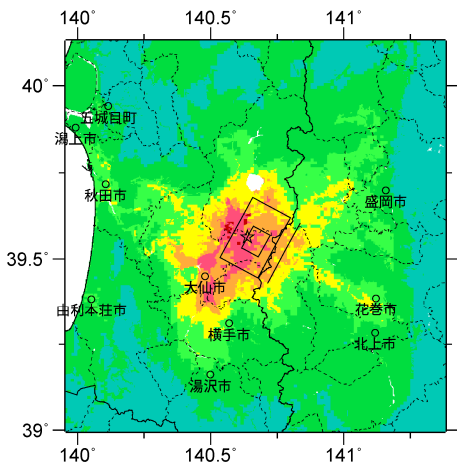 140° 140.5° 141°
40°
五城目町
潟上市
秋田市
盛岡市
39.5°
大仙市
由利本荘市
花巻市
横手市
北上市
湯沢市
39°
140° 140.5° 141°